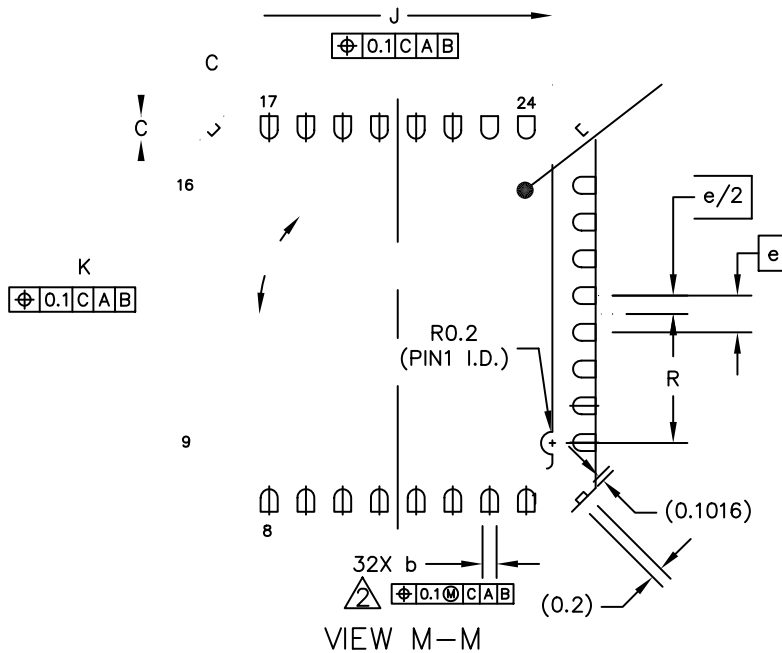 J
⌖ 0.1 C A B
C
17
24
C
16
e/2
e
K
⌖ 0.1 C A B
R0.2
(PIN1 I.D.)
R
9
8
(0.1016)
32X b
2
⌖ 0.1 Ⓜ C A B
(0.2)
VIEW M-M